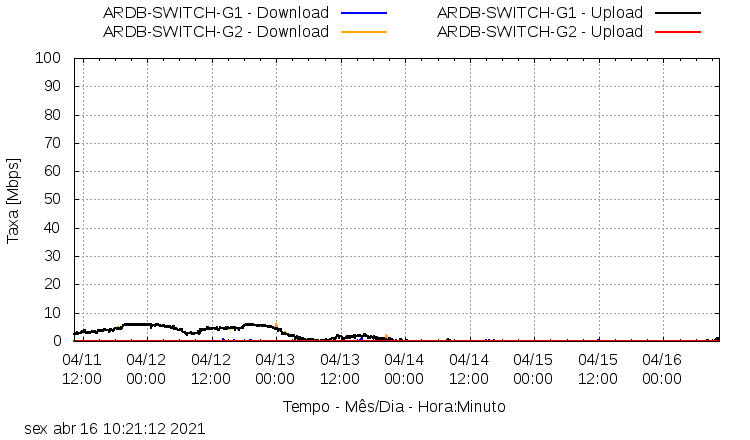 ARDB-SWITCH-G1 - Download ARDB-SWITCH-G1 - Upload
ARDB-SWITCH-G2 - Download ARDB-SWITCH-G2 - Upload
Taxa [Mbps]
100
90
80
70
60
50
40
30
20
10
0
04/11 04/12 04/12 04/13 04/13 04/14 04/14 04/15 04/15 04/16
12:00 00:00 12:00 00:00 12:00 00:00 12:00 00:00 12:00 00:00
Tempo - Mês/Dia - Hora:Minuto
sex abr 16 10:21:12 2021